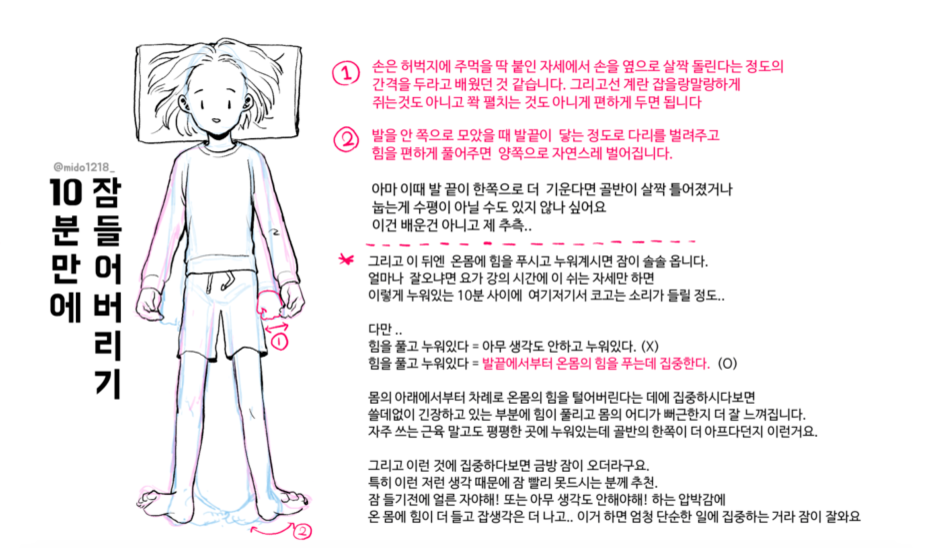 @mido1218_
10분만에
잠들어버리기
① 손은 허벅지에 주먹을 딱 붙인 자세에서 손을 옆으로 살짝 돌린다는 정도의
간격을 두라고 배웠던 것 같습니다. 그리고선 계란 잡을랑말랑하게
쥐는것도 아니고 꽉 펼치는 것도 아니게 편하게 두면 됩니다
② 발을 안 쪽으로 모았을 때 발끝이 닿는 정도로 다리를 벌려주고
힘을 편하게 풀어주면 양쪽으로 자연스레 벌어집니다.
아마 이때 발 끝이 한쪽으로 더 기운다면 골반이 살짝 틀어졌거나
눕는게 수평이 아닐 수도 있지 않나 싶어요
이건 배운건 아니고 제 추측..
* 그리고 이 뒤엔 온몸에 힘을 푸시고 누워계시면 잠이 솔솔 옵니다.
얼마나 잘오냐면 요가 강의 시간에 이 쉬는 자세만 하면
이렇게 누워있는 10분 사이에 여기저기서 코고는 소리가 들릴 정도..
다만 ..
힘을 풀고 누워있다 = 아무 생각도 안하고 누워있다. (X)
힘을 풀고 누워있다 = 발끝에서부터 온몸의 힘을 푸는데 집중한다. (O)
몸의 아래에서부터 차례로 온몸의 힘을 털어버린다는 데에 집중하시다보면
쓸데없이 긴장하고 있는 부분에 힘이 풀리고 몸의 어디가 뻐근한지 더 잘 느껴집니다.
자주 쓰는 근육 말고도 평평한 곳에 누워있는데 골반의 한쪽이 더 아프다던지 이런거요.
그리고 이런 것에 집중하다보면 금방 잠이 오더라구요.
특히 이런 저런 생각 때문에 잠 빨리 못드시는 분께 추천.
잠 들기전에 얼른 자야해! 또는 아무 생각도 안해야해! 하는 압박감에
온 몸에 힘이 더 들고 잡생각은 더 나고.. 이거 하면 엄청 단순한 일에 집중하는 거라 잠이 잘와요
①
②